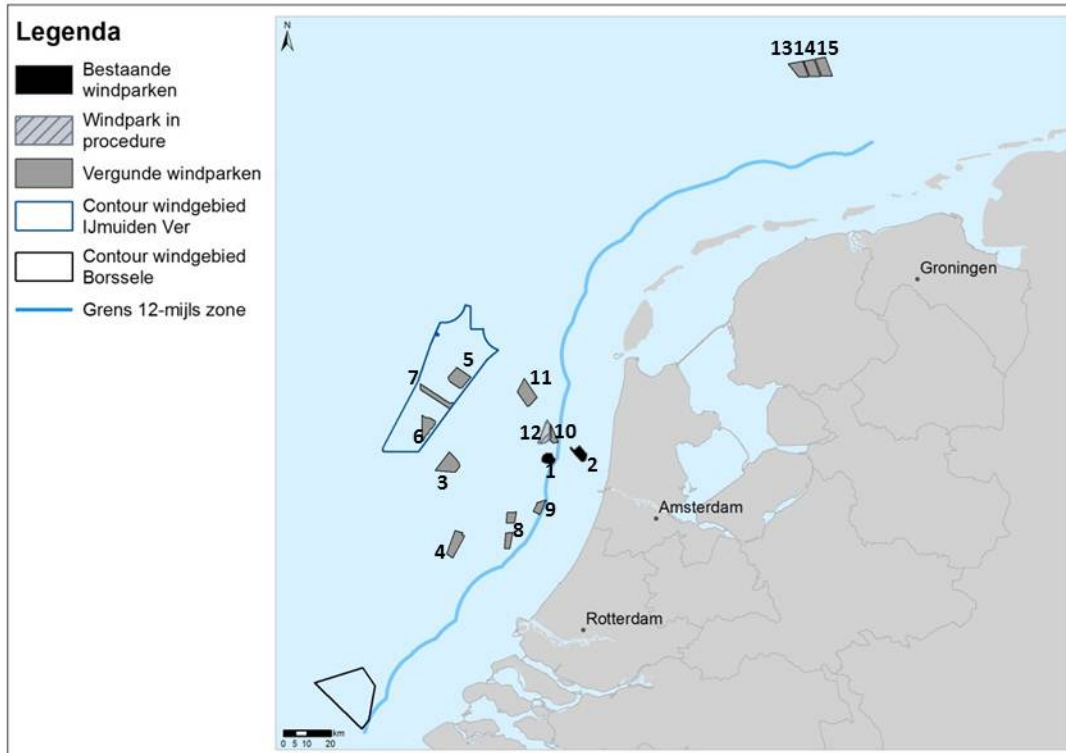 Legenda
Bestaande
windparken
Windpark in
procedure
Vergunde windparken
Contour windgebied
IJmuiden Ver
Contour windgebied
Borssele
Grens 12-mijls zone
N
131415
Groningen
5
7
11
6
12 10
1
2
3
9
Amsterdam
8
4
Rotterdam
0 5 10 20 km